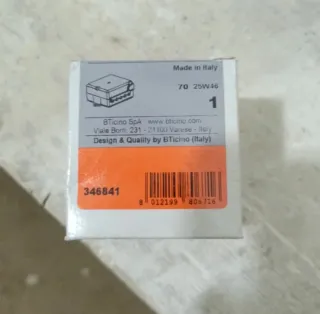 Made in Italy
70 25W46
1
BTicino SpA www.bticino.com
Viale Borri, 231 - 21100 Varese - Italy
Design & Quality by BTicino (Italy)
346841
8 012199